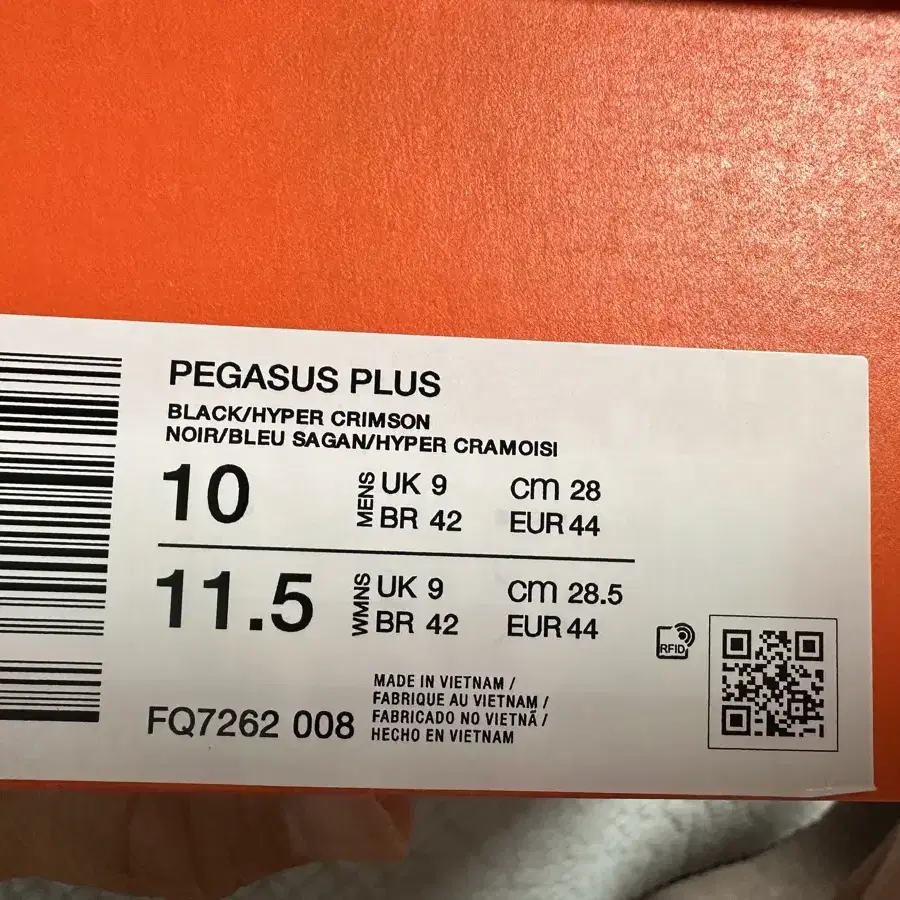 PEGASUS PLUS
BLACK/HYPER CRIMSON
NOIR/BLEU SAGAN/HYPER CRAMOISI
10 MENS UK 9 CM 28
BR 42 EUR 44
11.5 WMNS UK 9 CM 28.5
BR 42 EUR 44
RFID
MADE IN VIETNAM /
FABRIQUE AU VIETNAM /
FABRICADO NO VIETNÃ /
HECHO EN VIETNAM
FQ7262 008